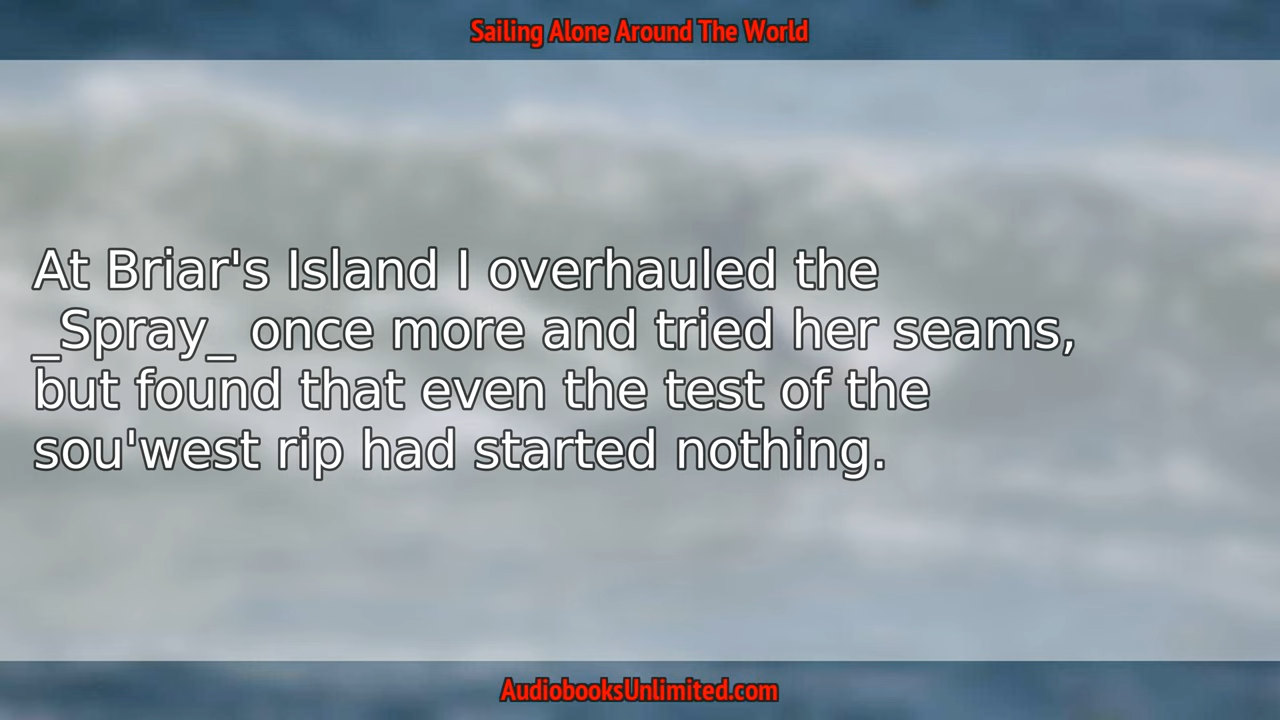 Sailing Alone Around The World
At Briar's Island I overhauled the
_Spray_ once more and tried her seams,
but found that even the test of the
sou'west rip had started nothing.
AudiobooksUnlimited.com